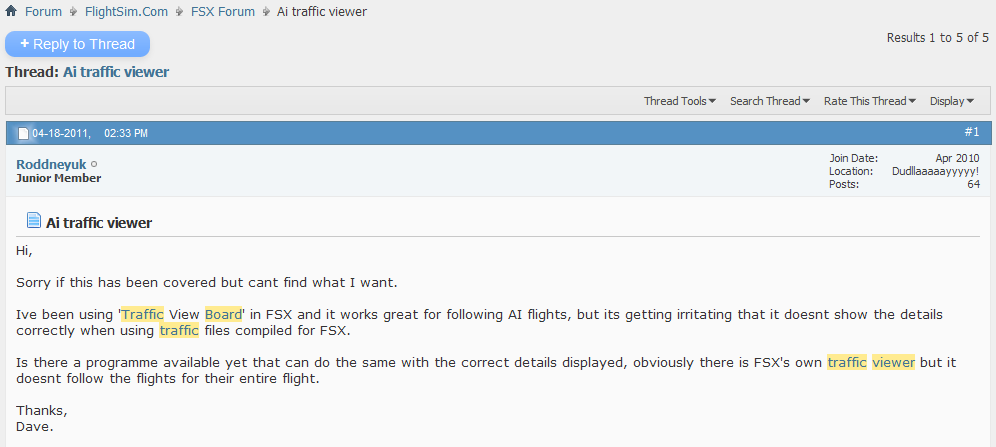 Forum FlightSim.Com FSX Forum Ai traffic viewer
+ Reply to Thread
Results 1 to 5 of 5
Thread: Ai traffic viewer
Thread Tools Search Thread Rate This Thread Display
04-18-2011, 02:33 PM #1
Roddneyuk
Junior Member
Join Date: Apr 2010
Location: Dudllaaaaayyyyy!
Posts: 64
Ai traffic viewer
Hi,
Sorry if this has been covered but cant find what I want.
Ive been using 'Traffic View Board' in FSX and it works great for following AI flights, but its getting irritating that it doesnt show the details
correctly when using traffic files compiled for FSX.
Is there a programme available yet that can do the same with the correct details displayed, obviously there is FSX's own traffic viewer but it
doesnt follow the flights for their entire flight.
Thanks,
Dave.